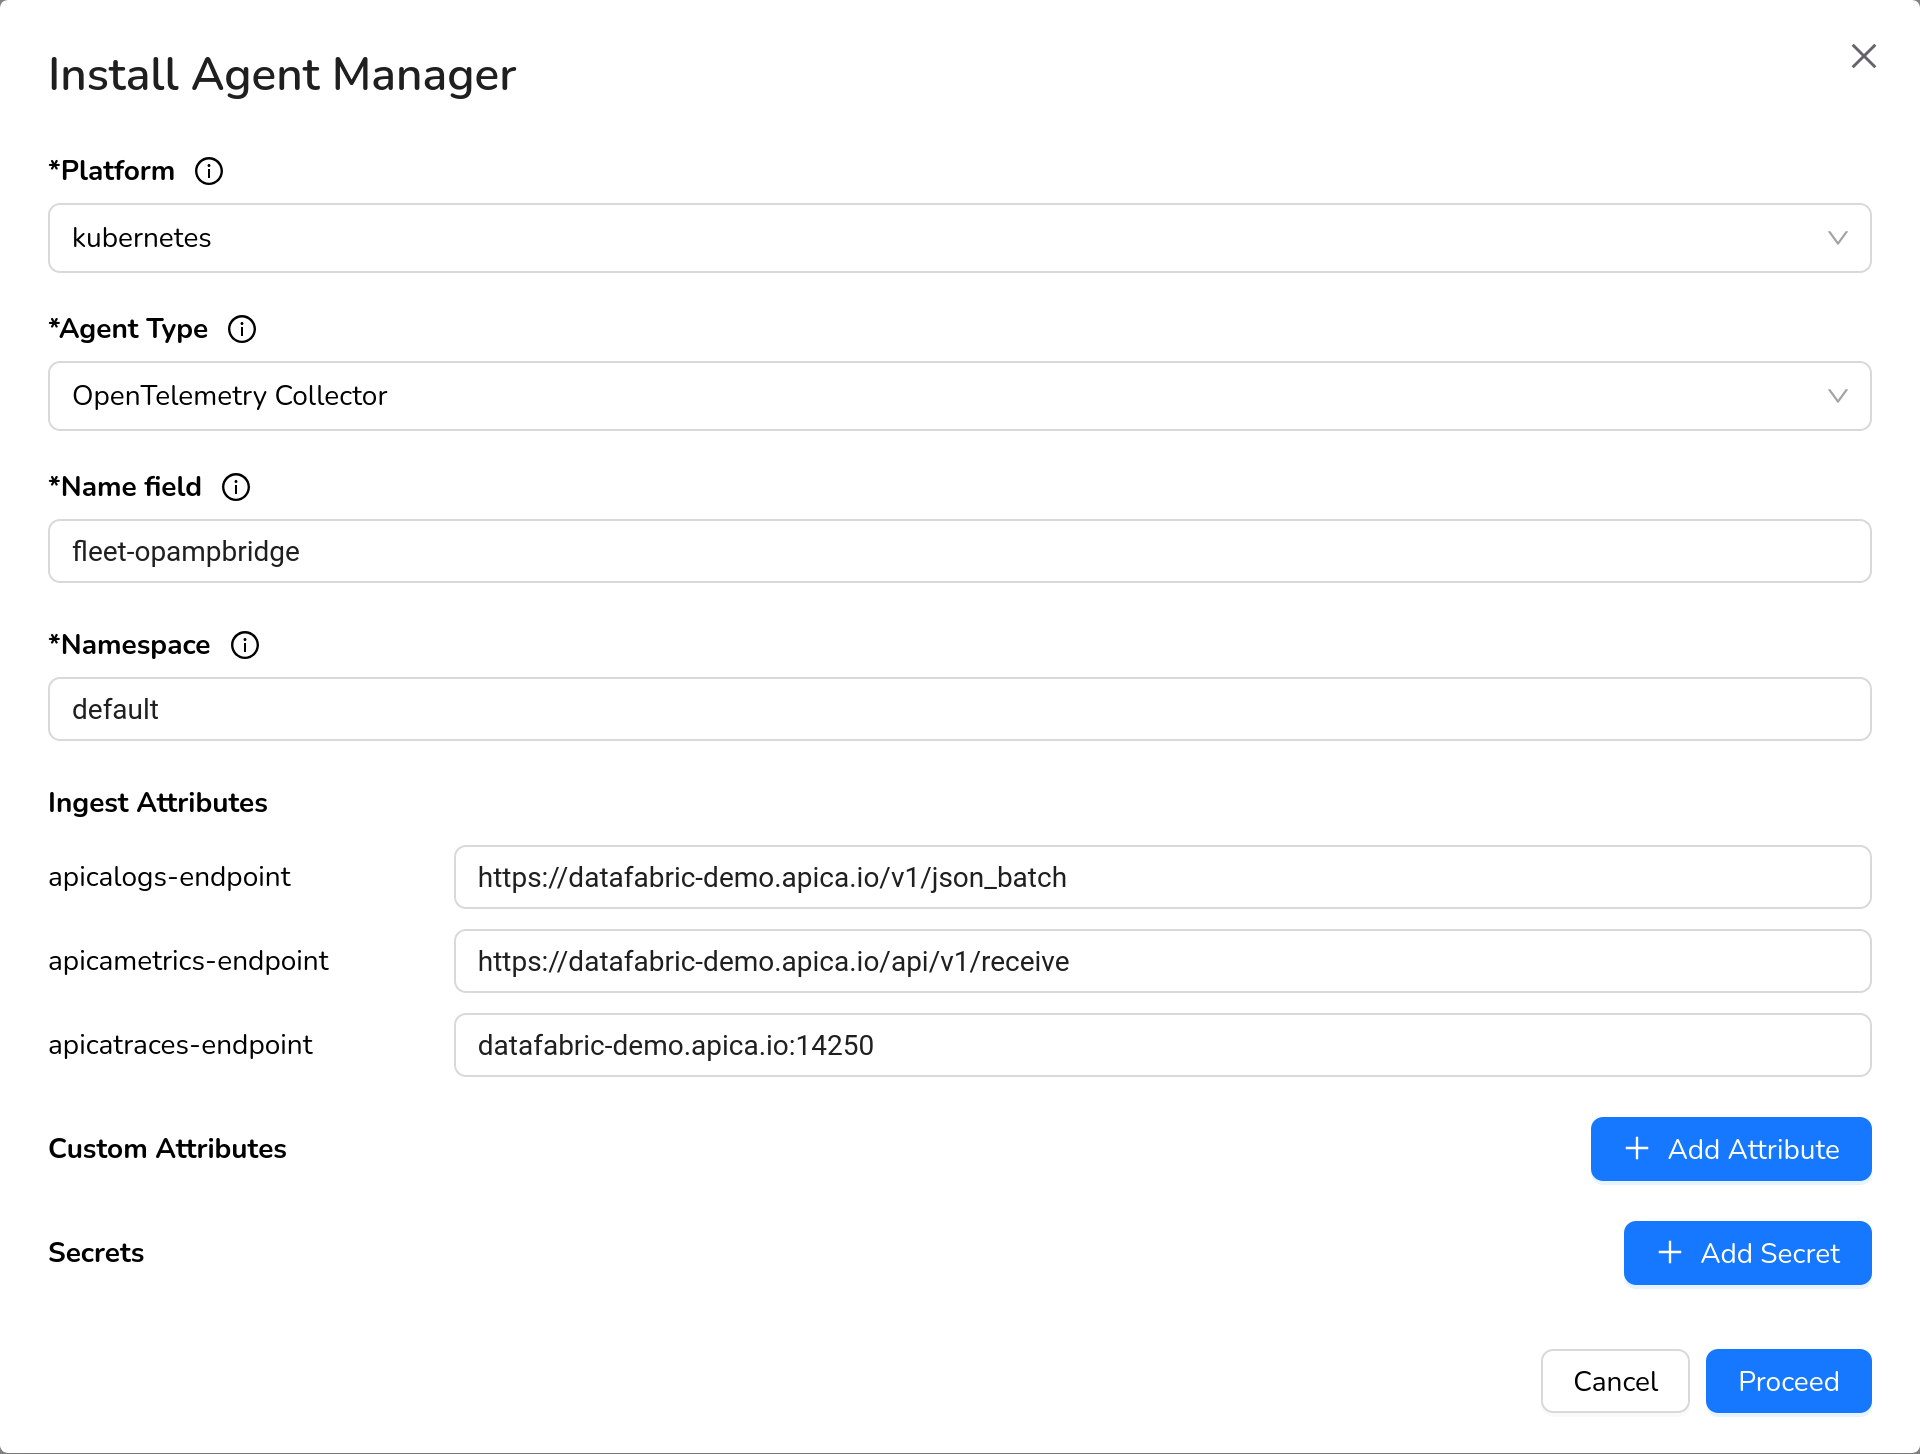 Install Agent Manager
*Platform
kubernetes
*Agent Type
OpenTelemetry Collector
*Name field
fleet-opampbridge
*Namespace
default
Ingest Attributes
apicalogs-endpoint https://datafabric-demo.apica.io/v1/json_batch
apicametrics-endpoint https://datafabric-demo.apica.io/api/v1/receive
apicatraces-endpoint datafabric-demo.apica.io:14250
Custom Attributes + Add Attribute
Secrets + Add Secret
Cancel Proceed